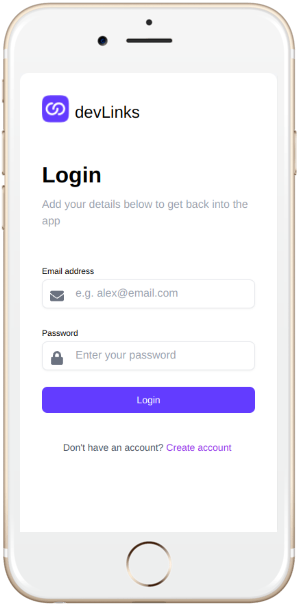 devLinks
Login
Add your details below to get back into the
app
Email address
e.g. alex@email.com
Password
Enter your password
Login
Don't have an account? Create account